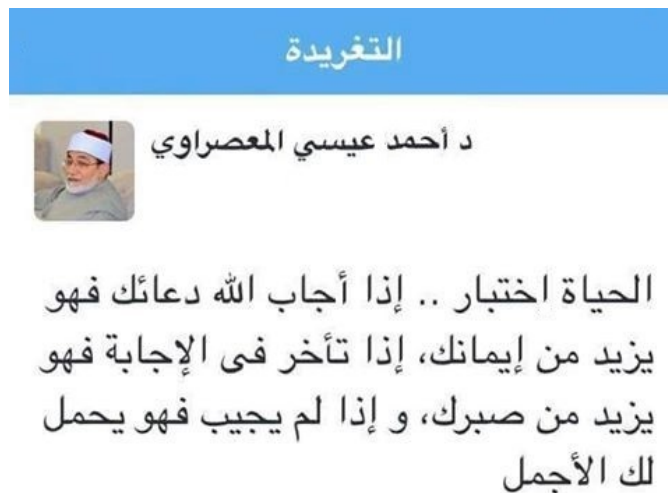 التغريدة
د أحمد عيسي المعصراوي
الحياة اختبار .. إذا أجاب الله دعائك فهو
يزيد من إيمانك، إذا تأخر فى الإجابة فهو
يزيد من صبرك، و إذا لم يجيب فهو يحمل
لك الأجمل